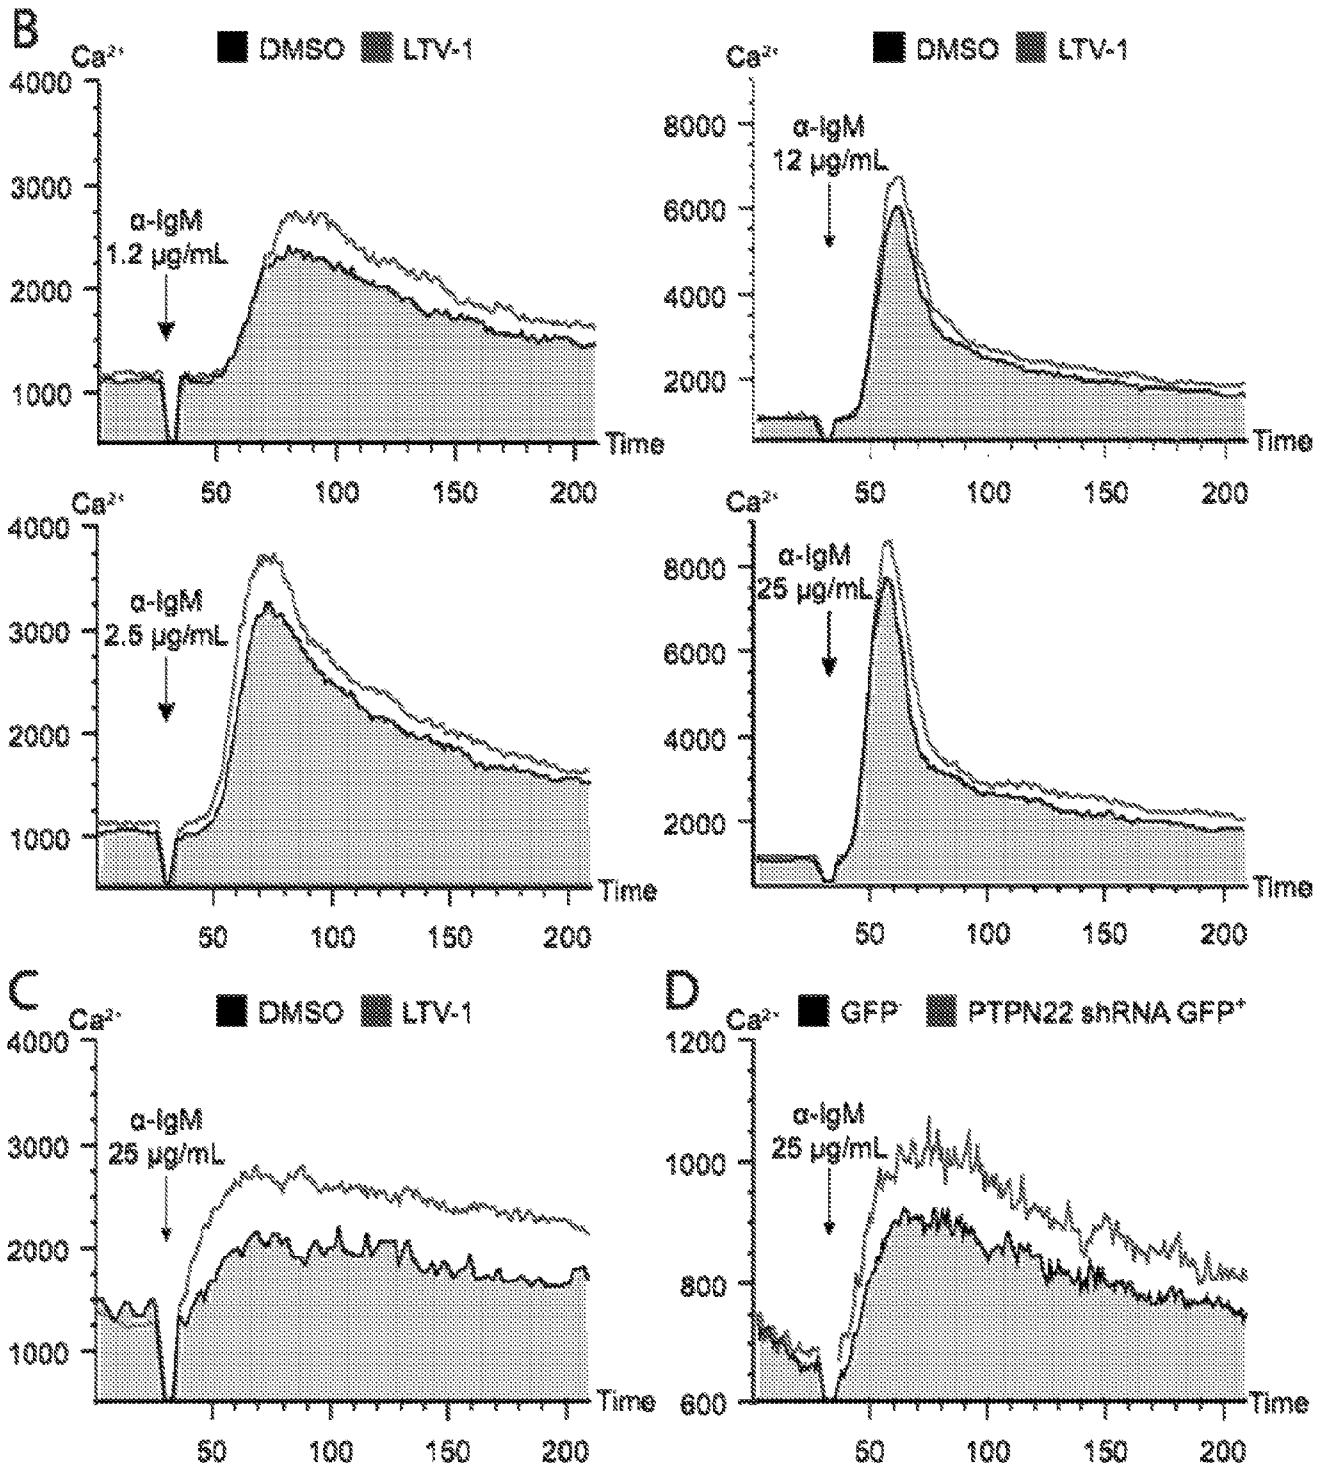 B
Ca²⁺ DMSO LTV-1
4000
3000
2000
1000
α-IgM
1.2 µg/mL
Time
50 100 150 200
Ca²⁺ DMSO LTV-1
8000
6000
4000
2000
α-IgM
12 µg/mL
Time
50 100 150 200
Ca²⁺
4000
3000
2000
1000
α-IgM
2.5 µg/mL
Time
50 100 150 200
Ca²⁺
8000
6000
4000
2000
α-IgM
25 µg/mL
Time
50 100 150 200
C
Ca²⁺ DMSO LTV-1
4000
3000
2000
1000
α-IgM
25 µg/mL
Time
50 100 150 200
D
Ca²⁺ GFP⁻ PTPN22 shRNA GFP⁺
1200
1000
800
600
α-IgM
25 µg/mL
Time
50 100 150 200